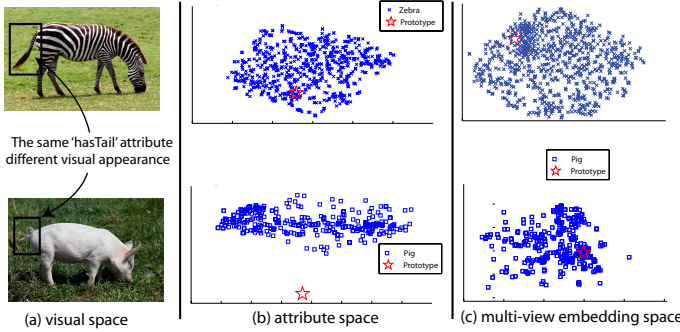 The same 'hasTail' attribute
different visual appearance
(a) visual space
Zebra
Prototype
Pig
Prototype
(b) attribute space
Pig
Prototype
(c) multi-view embedding space